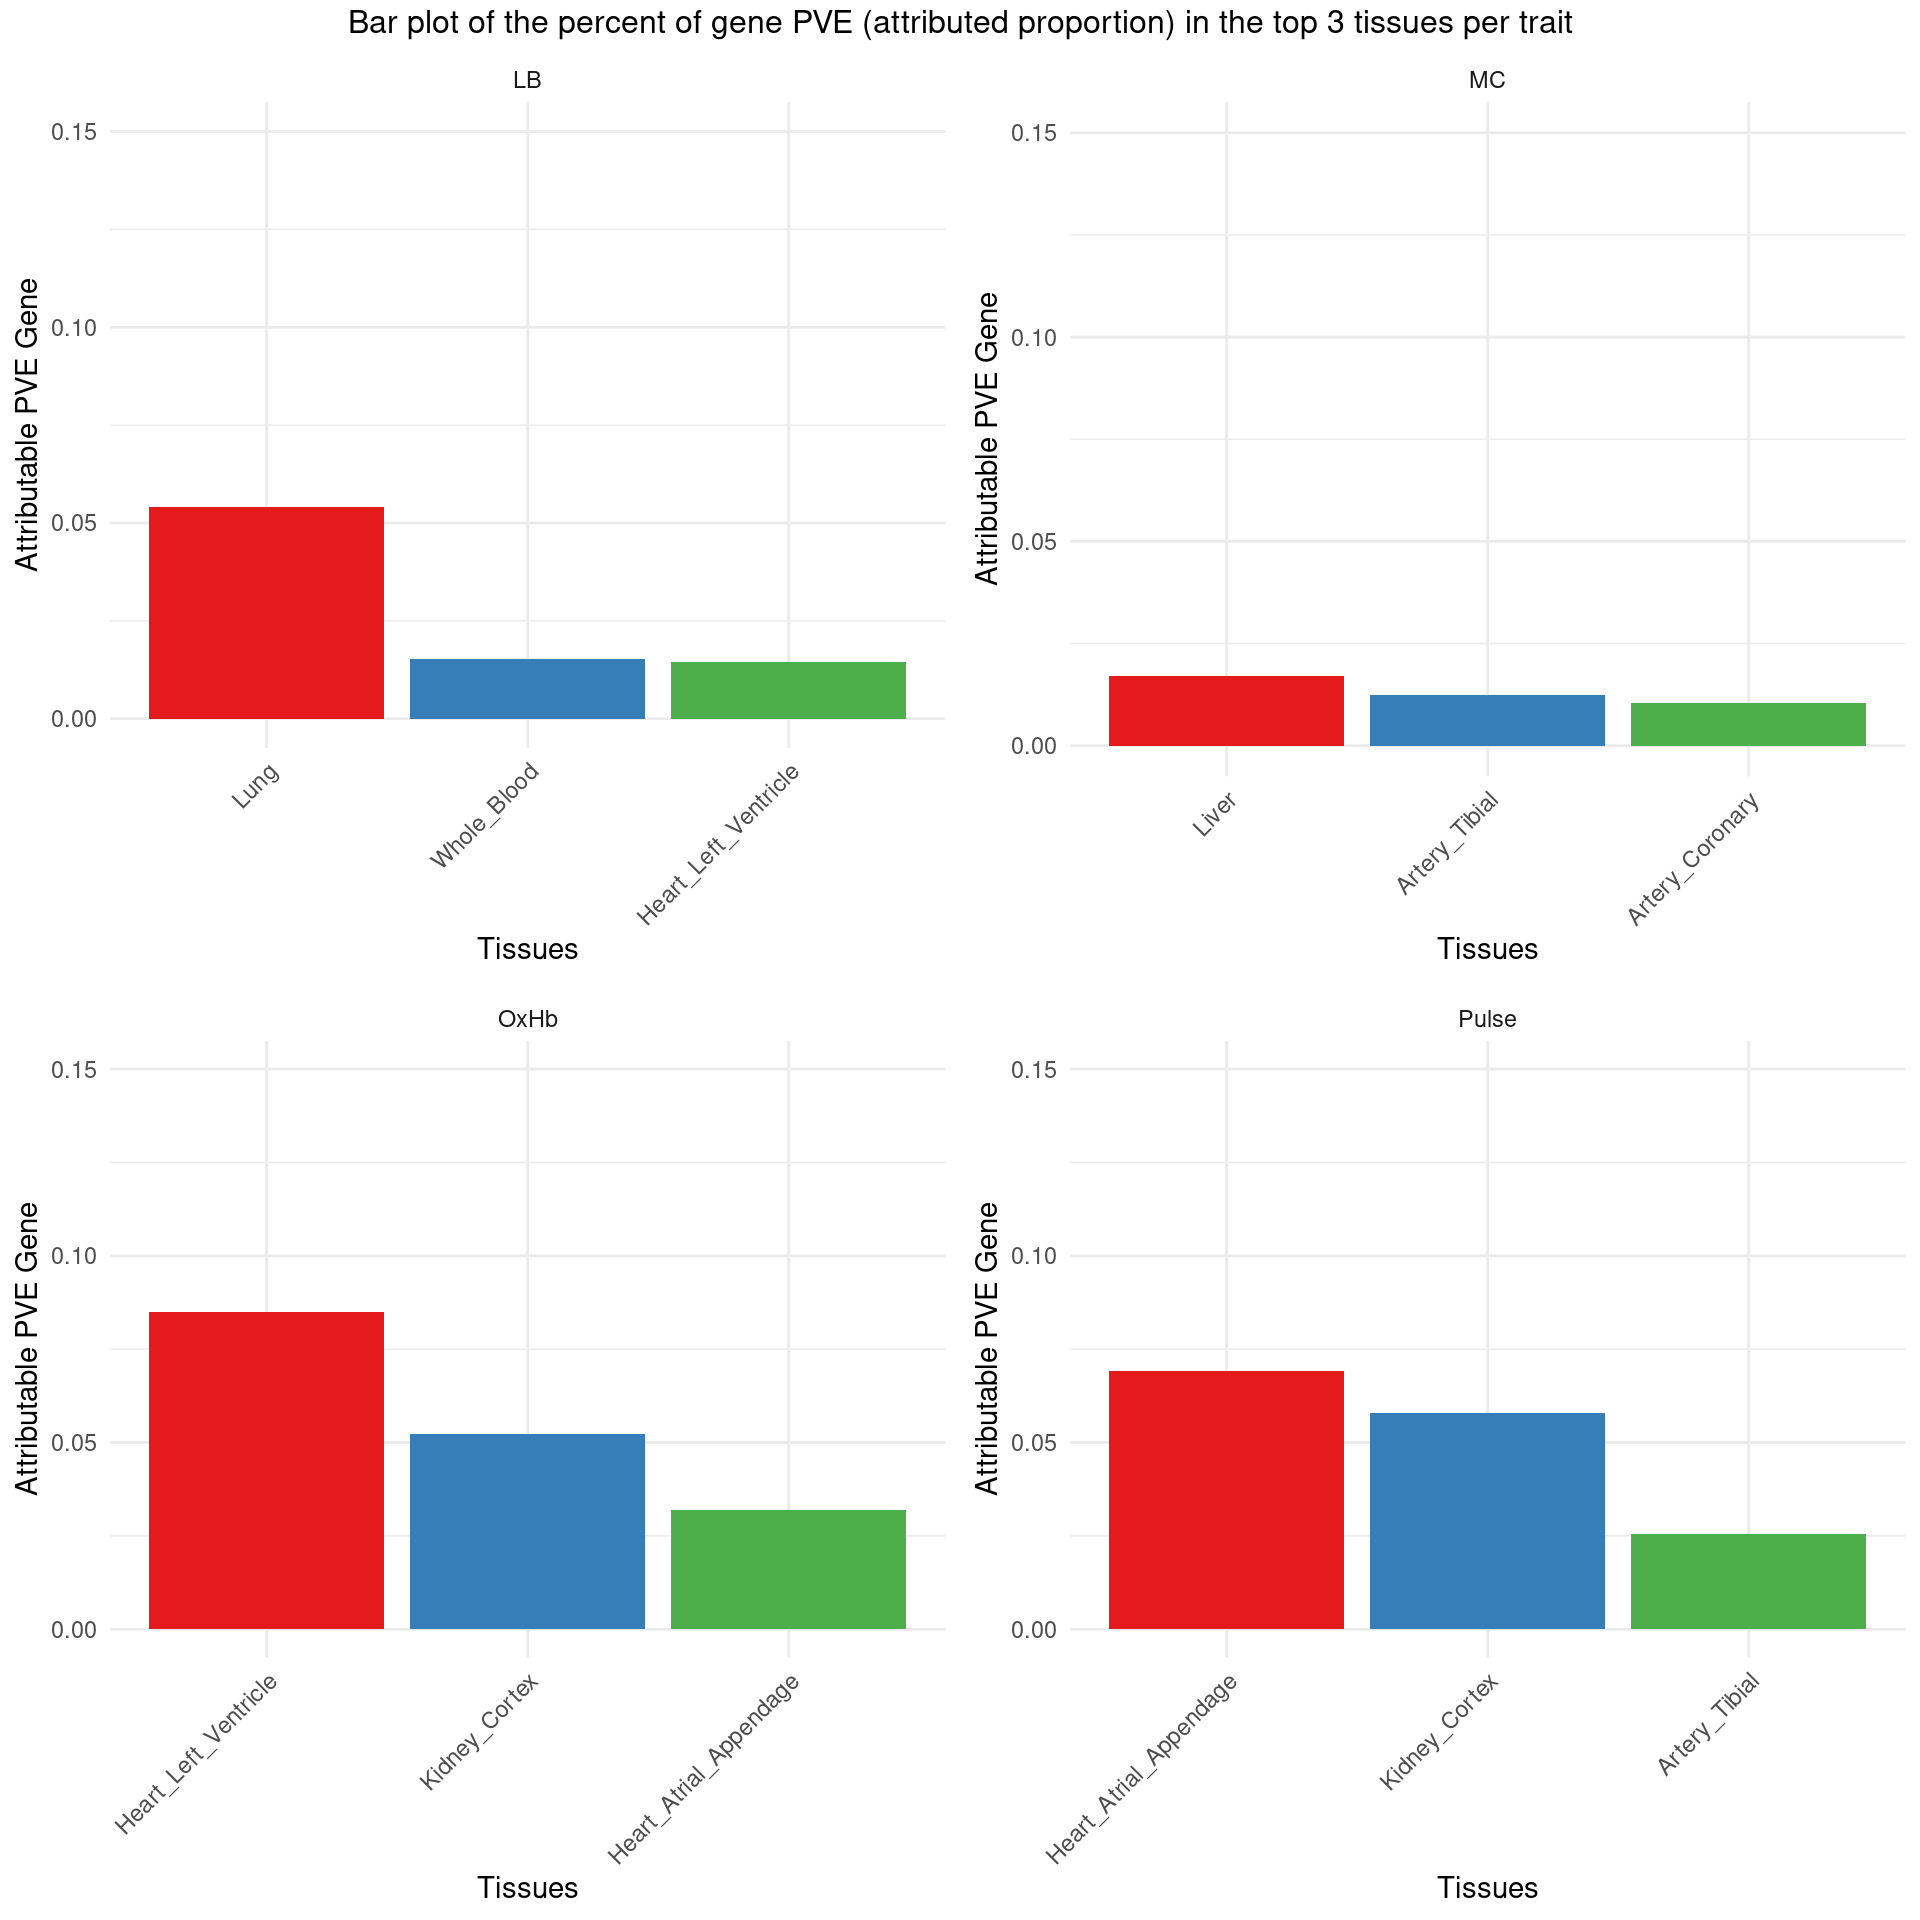 Bar plot of the percent of gene PVE (attributed proportion) in the top 3 tissues per trait
LB
Attributable PVE Gene
0.15
0.10
0.05
0.00
Lung
Whole_Blood
Heart_Left_Ventricle
Tissues
MC
Attributable PVE Gene
0.15
0.10
0.05
0.00
Liver
Artery_Tibial
Artery_Coronary
Tissues
OxHb
Attributable PVE Gene
0.15
0.10
0.05
0.00
Heart_Left_Ventricle
Kidney_Cortex
Heart_Atrial_Appendage
Tissues
Pulse
Attributable PVE Gene
0.15
0.10
0.05
0.00
Heart_Atrial_Appendage
Kidney_Cortex
Artery_Tibial
Tissues